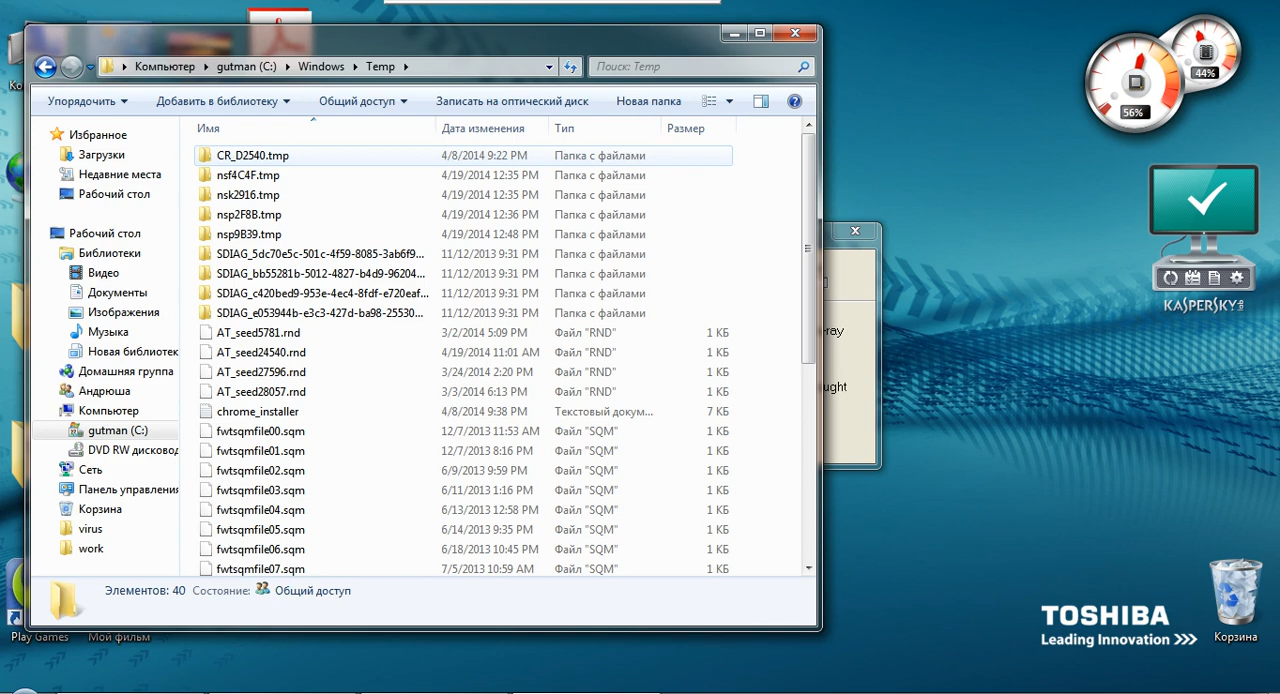 Компьютер
gutman (C:)
Windows
Temp
Поиск: Temp
Упорядочить
Добавить в библиотеку
Общий доступ
Записать на оптический диск
Новая папка
Избранное
Загрузки
Недавние места
Рабочий стол
Рабочий стол
Библиотеки
Видео
Документы
Изображения
Музыка
Новая библиотек
Домашняя группа
Андрюша
Компьютер
gutman (C:)
DVD RW дисковод
Сеть
Панель управления
Корзина
virus
work
Имя Дата изменения Тип Размер
CR_D2540.tmp 4/8/2014 9:22 PM Папка с файлами
nsf4C4F.tmp 4/19/2014 12:35 PM Папка с файлами
nsk2916.tmp 4/19/2014 12:35 PM Папка с файлами
nsp2F8B.tmp 4/19/2014 12:36 PM Папка с файлами
nsp9B39.tmp 4/19/2014 12:48 PM Папка с файлами
SDIAG_5dc70e5c-501c-4f59-8085-3ab6f9... 11/12/2013 9:31 PM Папка с файлами
SDIAG_bb55281b-5012-4827-b4d9-96204... 11/12/2013 9:31 PM Папка с файлами
SDIAG_c420bed9-953e-4ec4-8fdf-e720eaf... 11/12/2013 9:31 PM Папка с файлами
SDIAG_e053944b-e3c3-427d-ba98-25530... 11/12/2013 9:31 PM Папка с файлами
AT_seed5781.rnd 3/2/2014 5:09 PM Файл "RND" 1 КБ
AT_seed24540.rnd 4/19/2014 11:01 AM Файл "RND" 1 КБ
AT_seed27596.rnd 3/24/2014 2:20 PM Файл "RND" 1 КБ
AT_seed28057.rnd 3/3/2014 6:13 PM Файл "RND" 1 КБ
chrome_installer 4/8/2014 9:38 PM Текстовый докум... 7 КБ
fwtsqmfile00.sqm 12/7/2013 11:53 AM Файл "SQM" 1 КБ
fwtsqmfile01.sqm 12/7/2013 8:16 PM Файл "SQM" 1 КБ
fwtsqmfile02.sqm 6/9/2013 9:59 PM Файл "SQM" 1 КБ
fwtsqmfile03.sqm 6/11/2013 1:16 PM Файл "SQM" 1 КБ
fwtsqmfile04.sqm 6/13/2013 12:58 PM Файл "SQM" 1 КБ
fwtsqmfile05.sqm 6/14/2013 9:35 PM Файл "SQM" 1 КБ
fwtsqmfile06.sqm 6/18/2013 10:45 PM Файл "SQM" 1 КБ
fwtsqmfile07.sqm 7/5/2013 10:59 AM Файл "SQM" 1 КБ
Элементов: 40 Состояние: Общий доступ
ray
ught
44%
56%
KASPERSKY
TOSHIBA
Leading Innovation >>>
Корзина
Play Games
Мой фильм